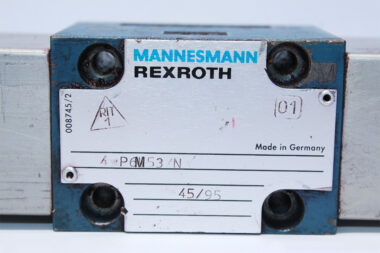 MANNESMANN
REXROTH
008745/2
RIT
1
01
Made in Germany
45/95